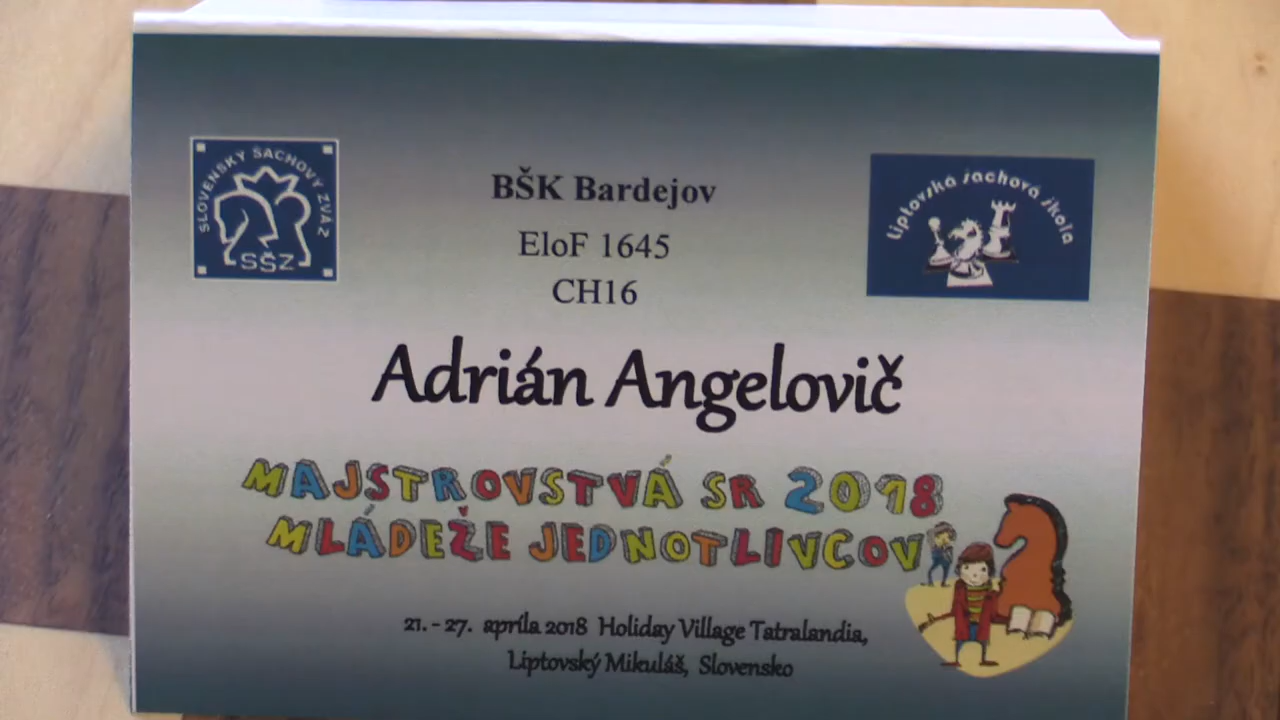 SLOVENSKÝ ŠACHOVÝ ZVÄZ
SŠZ
Liptovská šachová škola
BŠK Bardejov
EloF 1645
CH16
Adrián Angelovič
MAJSTROVSTVÁ SR 2018
MLÁDEŽE JEDNOTLIVCOV
21. - 27. apríla 2018 Holiday Village Tatralandia,
Liptovský Mikuláš, Slovensko